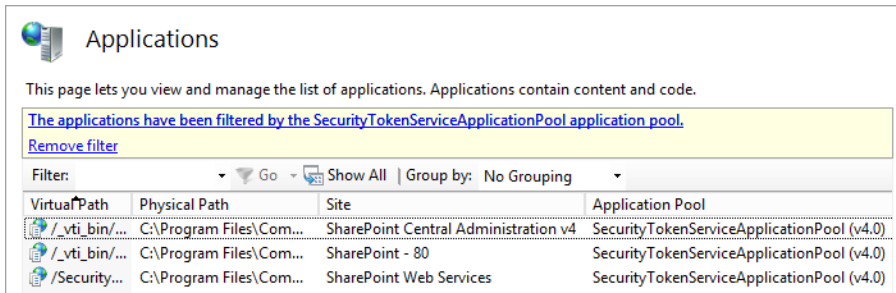 Applications
This page lets you view and manage the list of applications. Applications contain content and code.
The applications have been filtered by the SecurityTokenServiceApplicationPool application pool.
Remove filter
Filter: Go Show All Group by: No Grouping
Virtual Path Physical Path Site Application Pool
/_vti_bin/... C:\Program Files\Com... SharePoint Central Administration v4 SecurityTokenServiceApplicationPool (v4.0)
/_vti_bin/... C:\Program Files\Com... SharePoint - 80 SecurityTokenServiceApplicationPool (v4.0)
/Security... C:\Program Files\Com... SharePoint Web Services SecurityTokenServiceApplicationPool (v4.0)